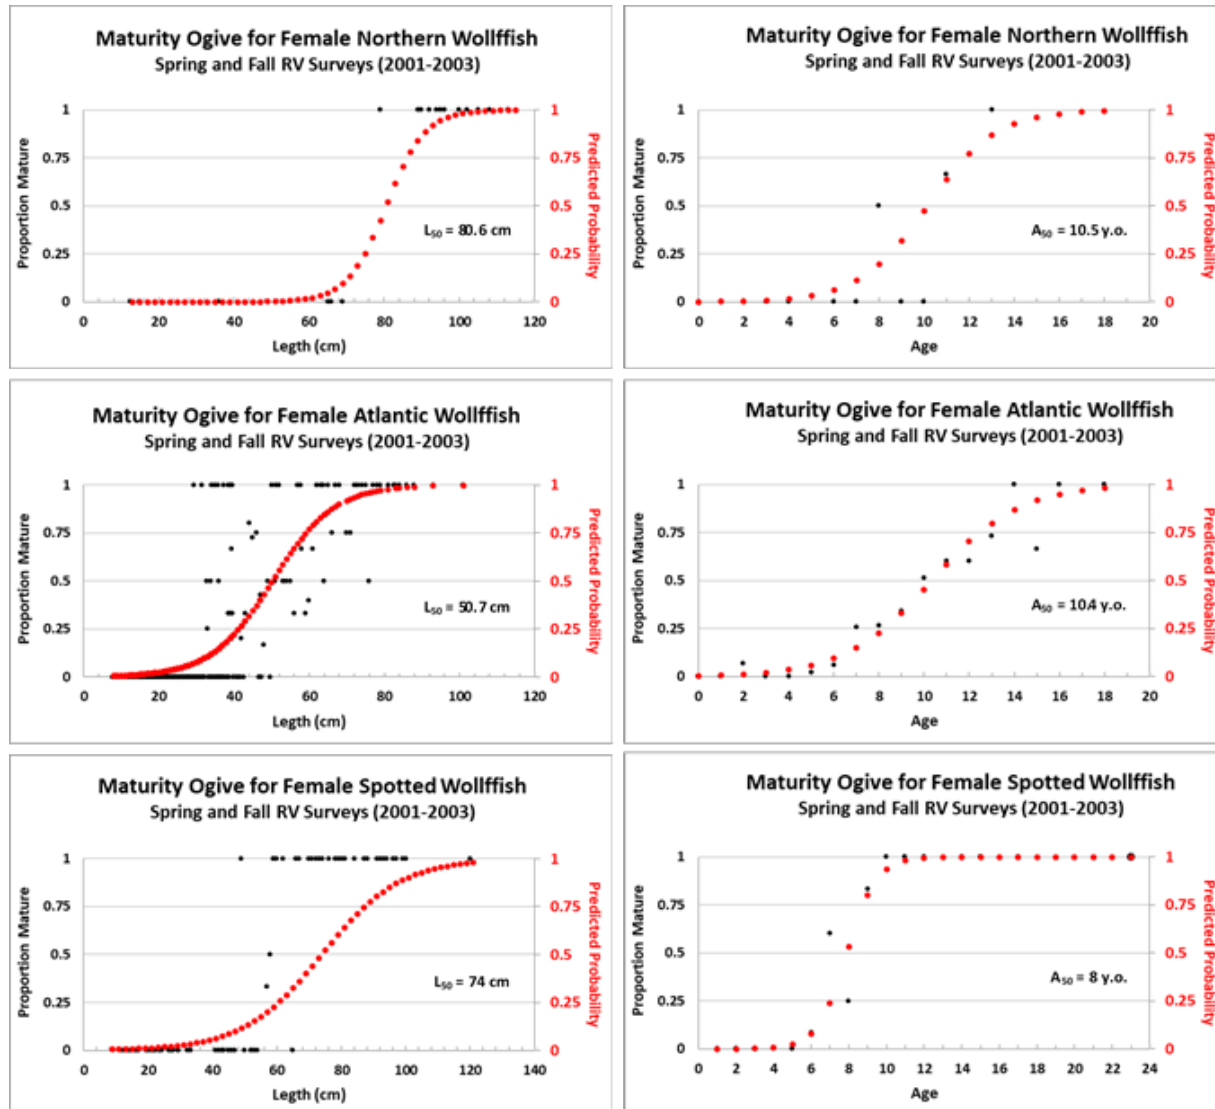 Maturity Ogive for Female Northern Wollffish
Spring and Fall RV Surveys (2001-2003)
Proportion Mature
1
0.75
0.5
0.25
0
1
0.75
0.5
0.25
0
Predicted Probability
L50 = 80.6 cm
0 20 40 60 80 100 120
Legth (cm)
Maturity Ogive for Female Northern Wollffish
Spring and Fall RV Surveys (2001-2003)
Proportion Mature
1
0.75
0.5
0.25
0
1
0.75
0.5
0.25
0
Predicted Probability
A50 = 10.5 y.o.
0 2 4 6 8 10 12 14 16 18 20
Age
Maturity Ogive for Female Atlantic Wollffish
Spring and Fall RV Surveys (2001-2003)
Proportion Mature
1
0.75
0.5
0.25
0
1
0.75
0.5
0.25
0
Predicted Probability
L50 = 50.7 cm
0 20 40 60 80 100 120
Legth (cm)
Maturity Ogive for Female Atlantic Wollffish
Spring and Fall RV Surveys (2001-2003)
Proportion Mature
1
0.75
0.5
0.25
0
1
0.75
0.5
0.25
0
Predicted Probability
A50 = 10.4 y.o.
0 2 4 6 8 10 12 14 16 18 20
Age
Maturity Ogive for Female Spotted Wollffish
Spring and Fall RV Surveys (2001-2003)
Proportion Mature
1
0.75
0.5
0.25
0
1
0.75
0.5
0.25
0
Predicted Probability
L50 = 74 cm
0 20 40 60 80 100 120 140
Legth (cm)
Maturity Ogive for Female Spotted Wollffish
Spring and Fall RV Surveys (2001-2003)
Proportion Mature
1
0.75
0.5
0.25
0
1
0.75
0.5
0.25
0
Predicted Probability
A50 = 8 y.o.
0 2 4 6 8 10 12 14 16 18 20 22 24
Age